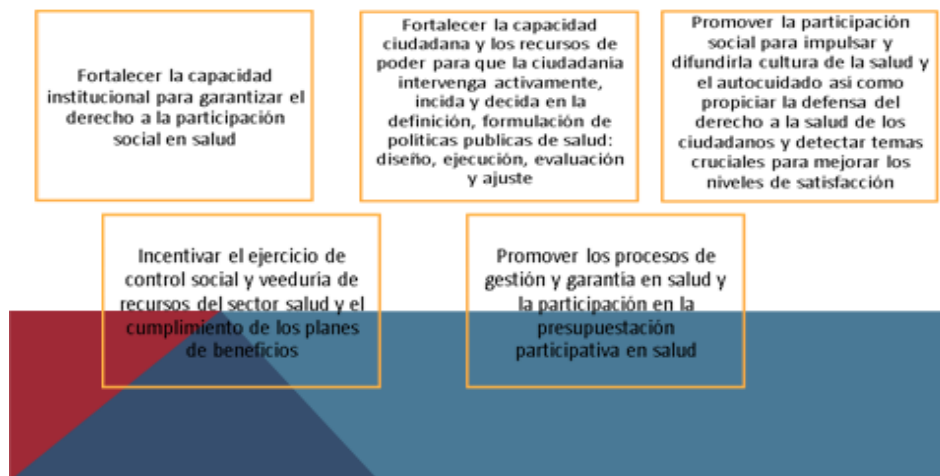 Fortalecer la capacidad
institucional para garantizar el
derecho a la participación
social en salud
Fortalecer la capacidad
ciudadana y los recursos de
poder para que la ciudadanía
intervenga activamente,
incida y decida en la
definición, formulación de
políticas publicas de salud:
diseño, ejecución, evaluación
y ajuste
Promover la participación
social para impulsar y
difundirla cultura de la salud y
el autocuidado asi como
propiciar la defensa del
derecho a la salud de los
ciudadanos y detectar temas
cruciales para mejorar los
niveles de satisfacción
Incentivar el ejercicio de
control social y veeduría de
recursos del sector salud y el
cumplimiento de los planes
de beneficios
Promover los procesos de
gestión y garantía en salud y
la participación en la
presupuestación
participativa en salud